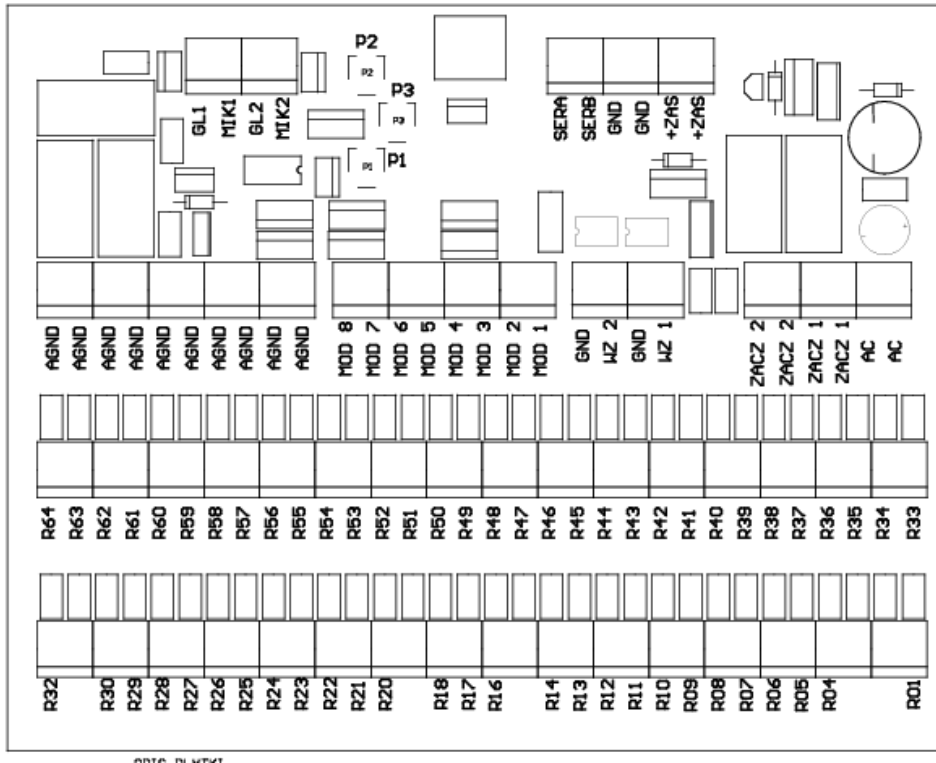 P2
P2
P3
P3
P1
P1
GL1 MIK1 GL2 MIK2
SERA SERB GND GND +ZAS +ZAS
AGND AGND AGND AGND AGND AGND AGND AGND AGND AGND
MOD 8 MOD 7 MOD 6 MOD 5 MOD 4 MOD 3 MOD 2 MOD 1
GND WZ 2 GND WZ 1
ZACZ 2 ZACZ 2 ZACZ 1 ZACZ 1 AC AC
R64 R63 R62 R61 R60 R59 R58 R57 R56 R55 R54 R53 R52 R51 R50 R49 R48 R47 R46 R45 R44 R43 R42 R41 R40 R39 R38 R37 R36 R35 R34 R33
R32 R30 R29 R28 R27 R26 R25 R24 R23 R22 R21 R20 R18 R17 R16 R14 R13 R12 R11 R10 R09 R08 R07 R06 R05 R04 R01